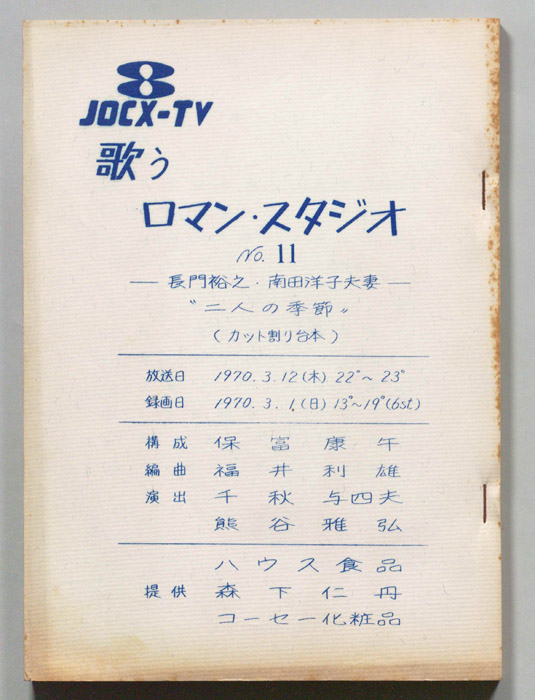 JOCX-TV
歌う
ロマン・スタジオ
No. 11
— 長門裕之・南田洋子夫妻 —
〝二人の季節〟
(カット割り台本)
放送日 1970. 3. 12(木) 22°~ 23°
録画日 1970. 3. 1.(日) 13°~19°(6st)
構成 保富康午
編曲 福井利雄
演出 千秋与四夫
熊谷雅弘
ハウス食品
提供 森下仁丹
コーセー化粧品